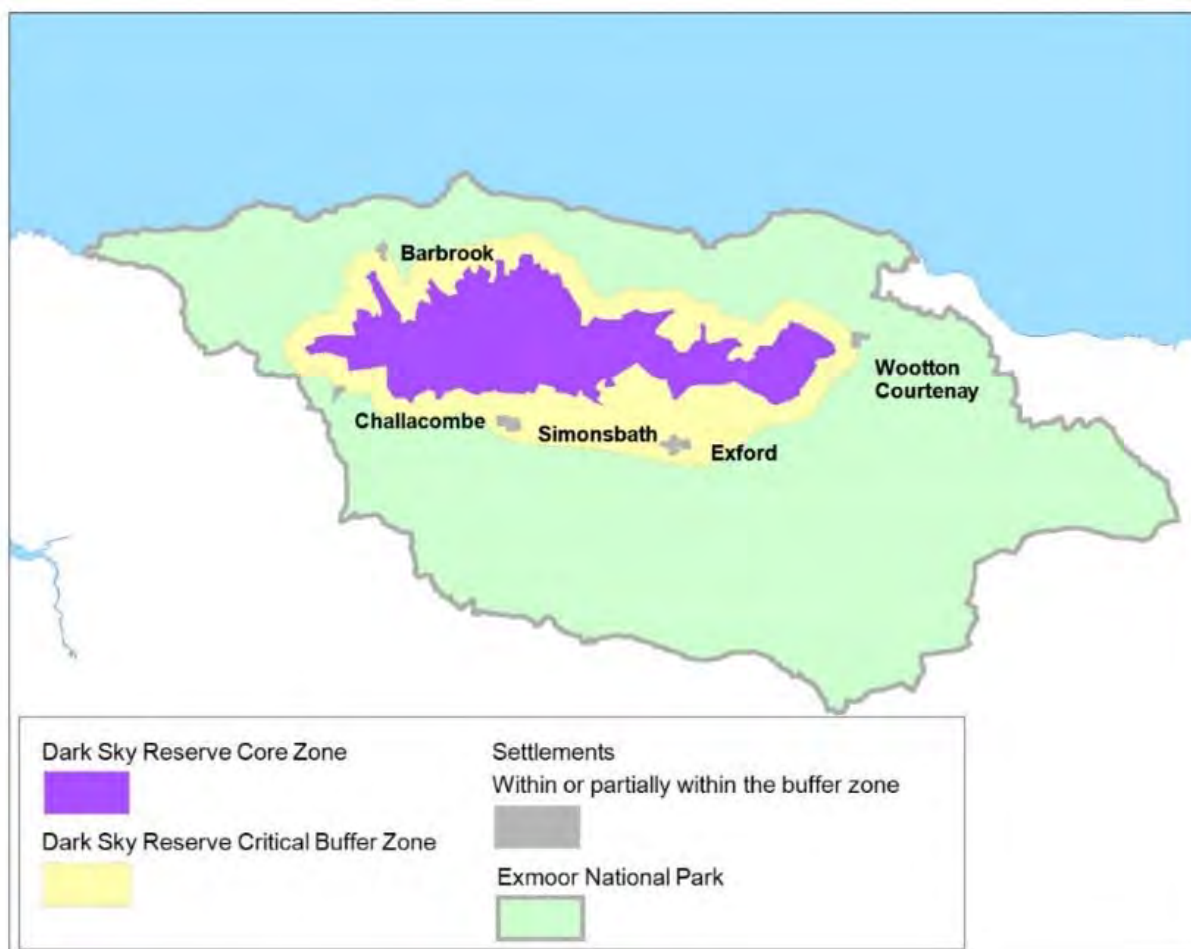 Barbrook
Wootton
Courtenay
Challacombe
Simonsbath
Exford
Dark Sky Reserve Core Zone
Dark Sky Reserve Critical Buffer Zone
Settlements
Within or partially within the buffer zone
Exmoor National Park